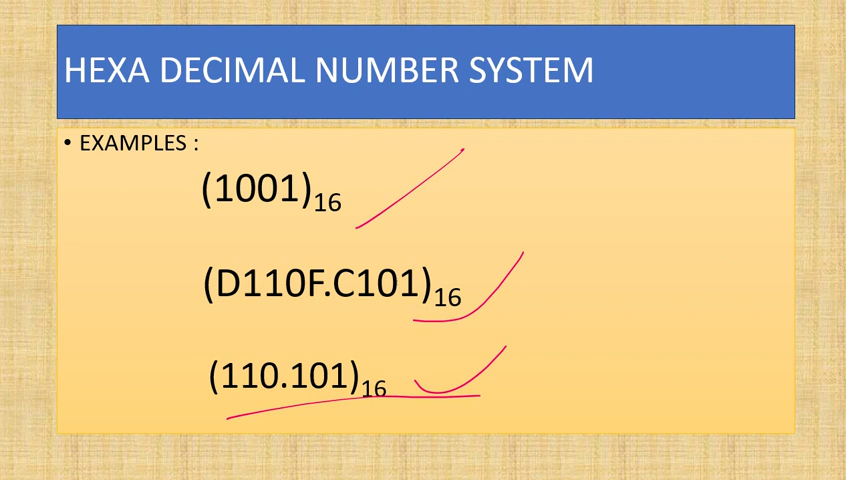 HEXA DECIMAL NUMBER SYSTEM
• EXAMPLES :
(1001)₁₆
(D110F.C101)₁₆
(110.101)₁₆